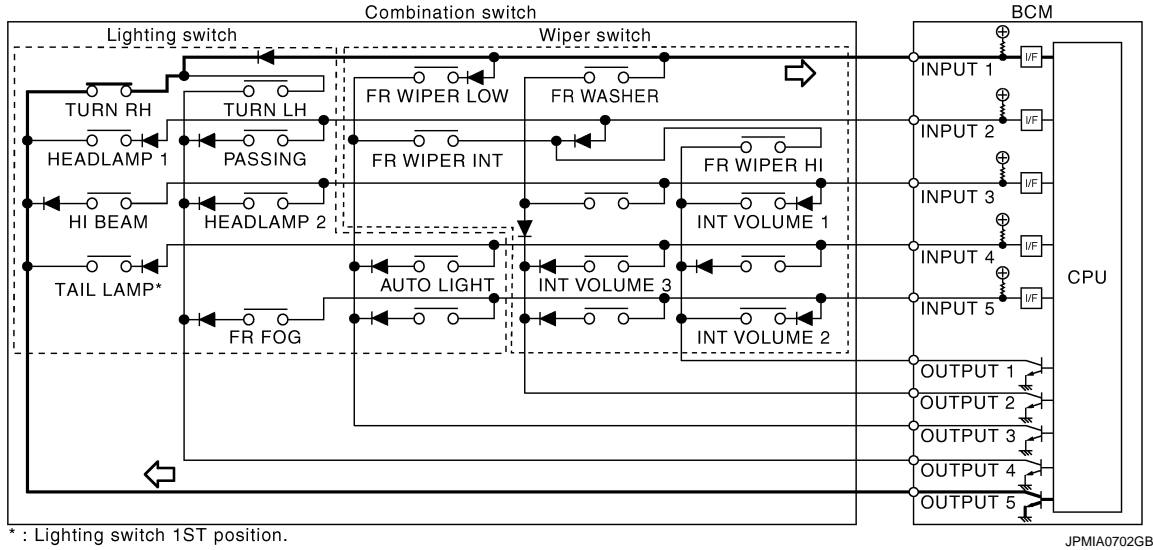 Combination switch
BCM
Lighting switch
Wiper switch
INPUT 1
I/F
TURN RH
TURN LH
FR WIPER LOW
FR WASHER
INPUT 2
I/F
HEADLAMP 1
PASSING
FR WIPER INT
FR WIPER HI
INPUT 3
I/F
HI BEAM
HEADLAMP 2
INT VOLUME 1
INPUT 4
I/F
TAIL LAMP*
AUTO LIGHT
INT VOLUME 3
CPU
INPUT 5
I/F
FR FOG
INT VOLUME 2
OUTPUT 1
OUTPUT 2
OUTPUT 3
OUTPUT 4
OUTPUT 5
* : Lighting switch 1ST position.
JPMIA0702GB